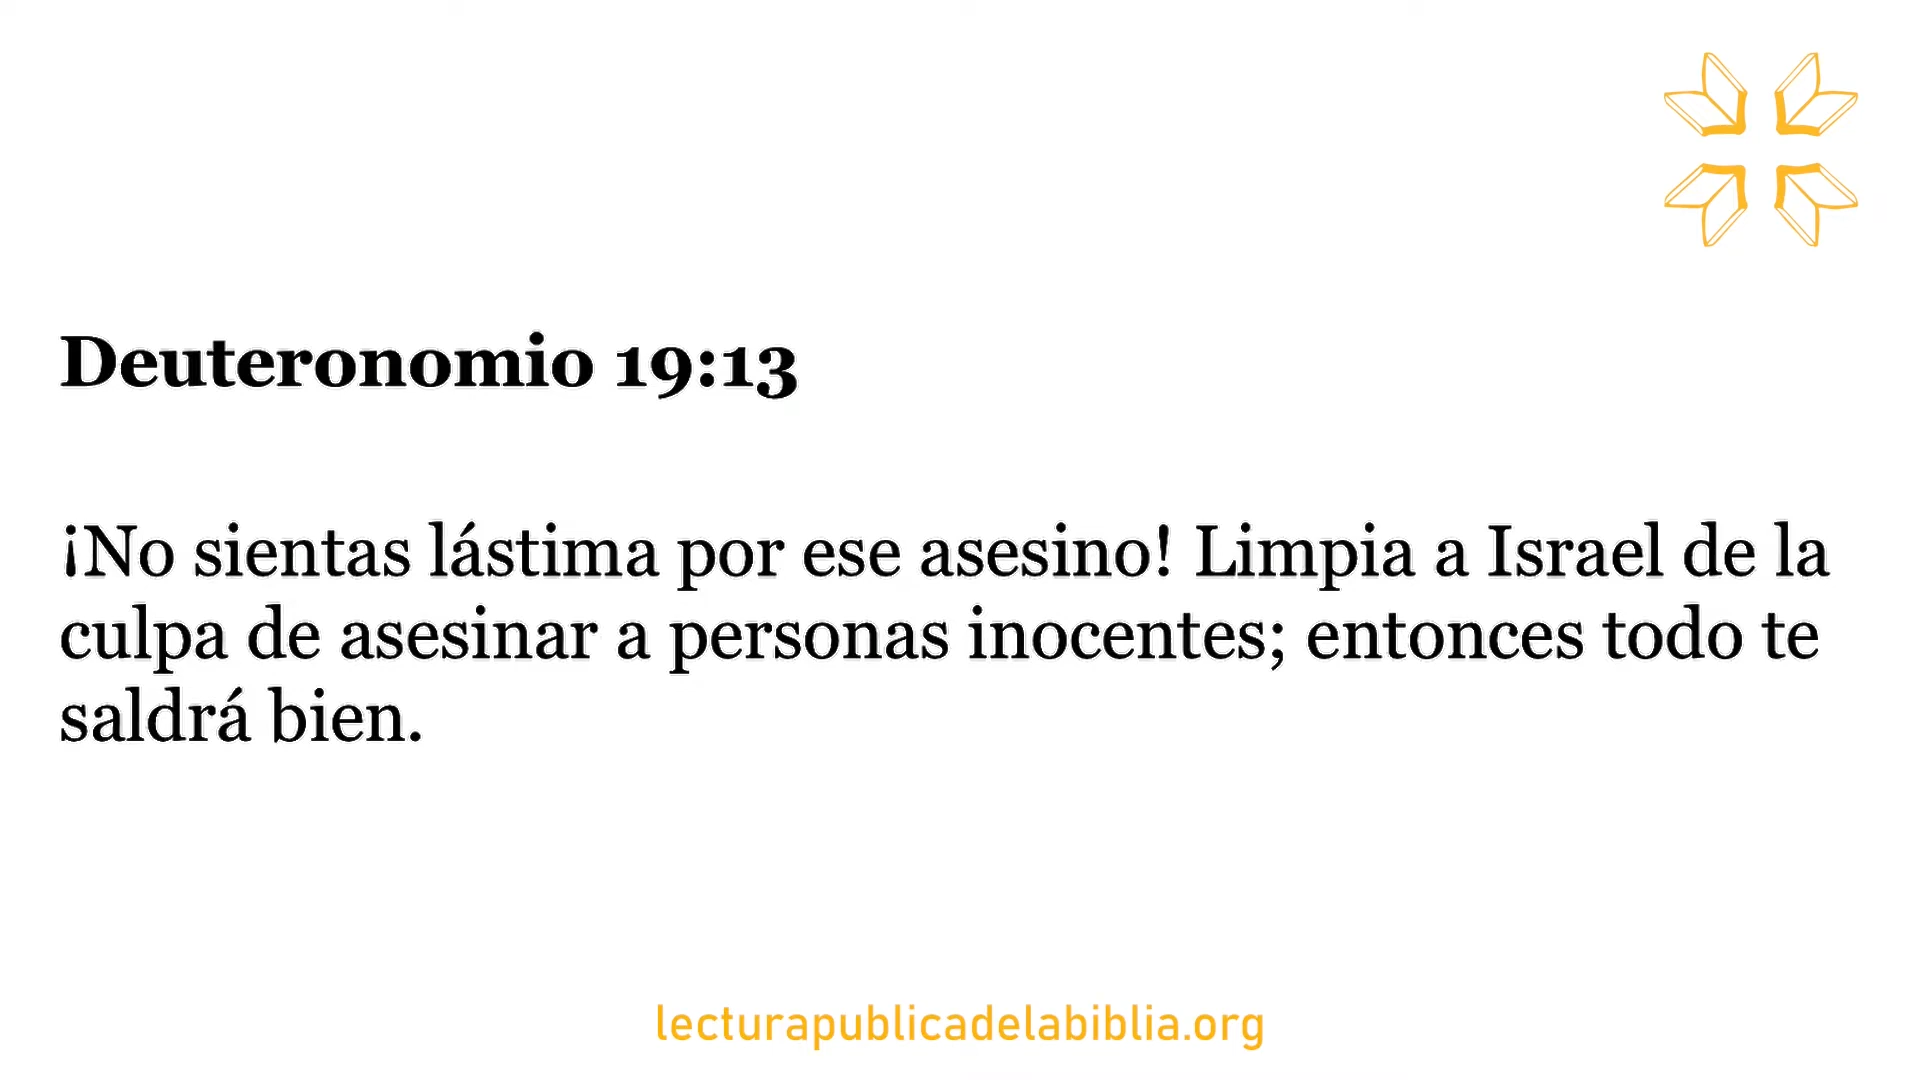 Deuteronomio 19:13
¡No sientas lástima por ese asesino! Limpia a Israel de la
culpa de asesinar a personas inocentes; entonces todo te
saldrá bien.
lecturapublicadelabiblia.org